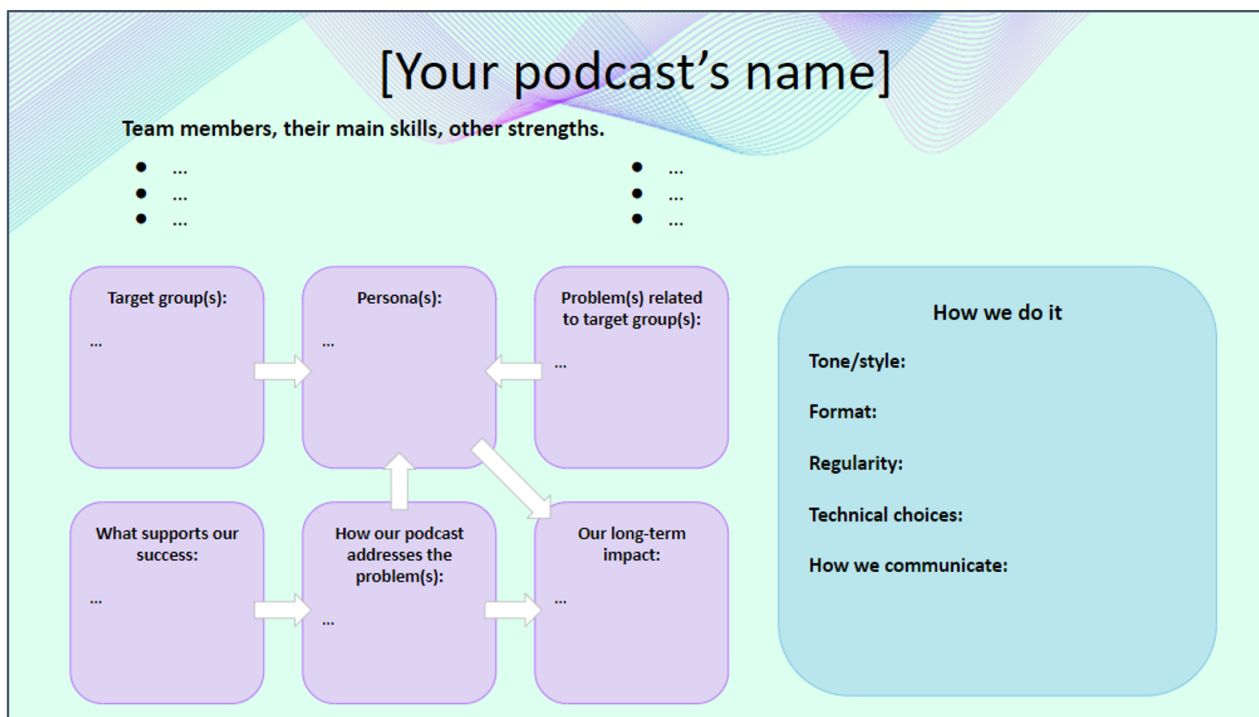 [Your podcast’s name]
Team members, their main skills, other strengths.
● ...
● ...
● ...
● ...
● ...
● ...
Target group(s):
...
Persona(s):
...
Problem(s) related
to target group(s):
...
What supports our
success:
...
How our podcast
addresses the
problem(s):
...
Our long-term
impact:
...
How we do it
Tone/style:
Format:
Regularity:
Technical choices:
How we communicate: